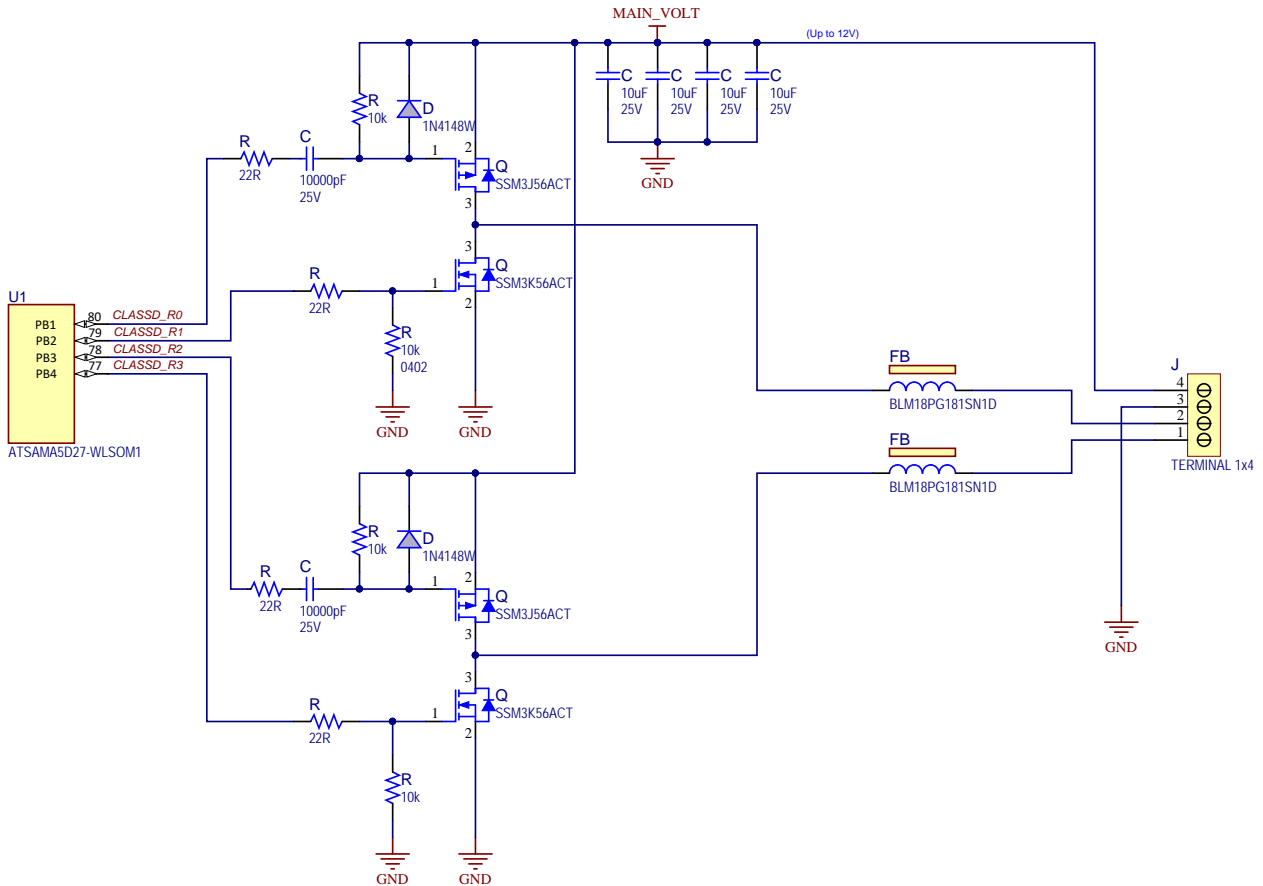 MAIN_VOLT
(Up to 12V)
C
10uF
25V
C
10uF
25V
C
10uF
25V
C
10uF
25V
GND
R
10k
D
1N4148W
R
22R
C
10000pF
25V
1
2
Q
SSM3J56ACT
3
3
Q
SSM3K56ACT
1
2
R
22R
R
10k
0402
GND
GND
U1
PB1
PB2
PB3
PB4
80
79
78
77
CLASSD_R0
CLASSD_R1
CLASSD_R2
CLASSD_R3
ATSAMA5D27-WLSOM1
FB
BLM18PG181SN1D
FB
BLM18PG181SN1D
J
4
3
2
1
TERMINAL 1x4
GND
R
10k
D
1N4148W
R
22R
C
10000pF
25V
1
2
Q
SSM3J56ACT
3
3
Q
SSM3K56ACT
1
2
R
22R
R
10k
GND
GND